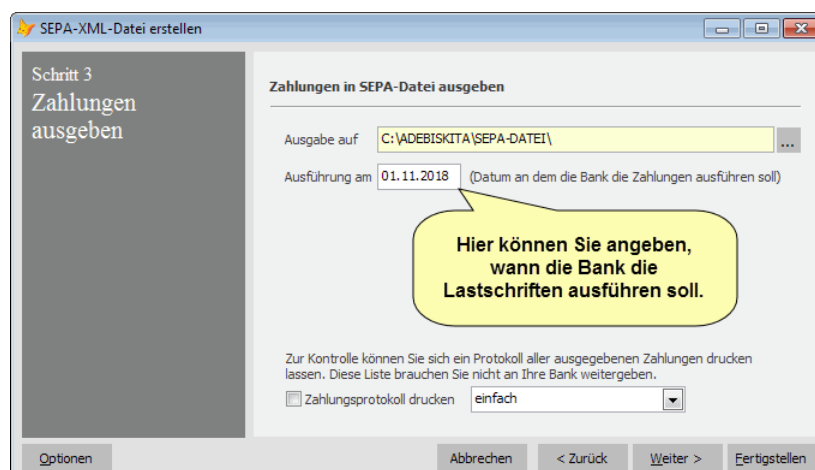 SEPA-XML-Datei erstellen
Schritt 3
Zahlungen
ausgeben
Zahlungen in SEPA-Datei ausgeben
Ausgabe auf C:\ADEBISKITA\SEPA-DATEI\ ...
Ausführung am 01.11.2018 (Datum an dem die Bank die Zahlungen ausführen soll)
Hier können Sie angeben,
wann die Bank die
Lastschriften ausführen soll.
Zur Kontrolle können Sie sich ein Protokoll aller ausgegebenen Zahlungen drucken
lassen. Diese Liste brauchen Sie nicht an Ihre Bank weitergeben.
Zahlungsprotokoll drucken einfach
Optionen Abbrechen < Zurück Weiter > Fertigstellen